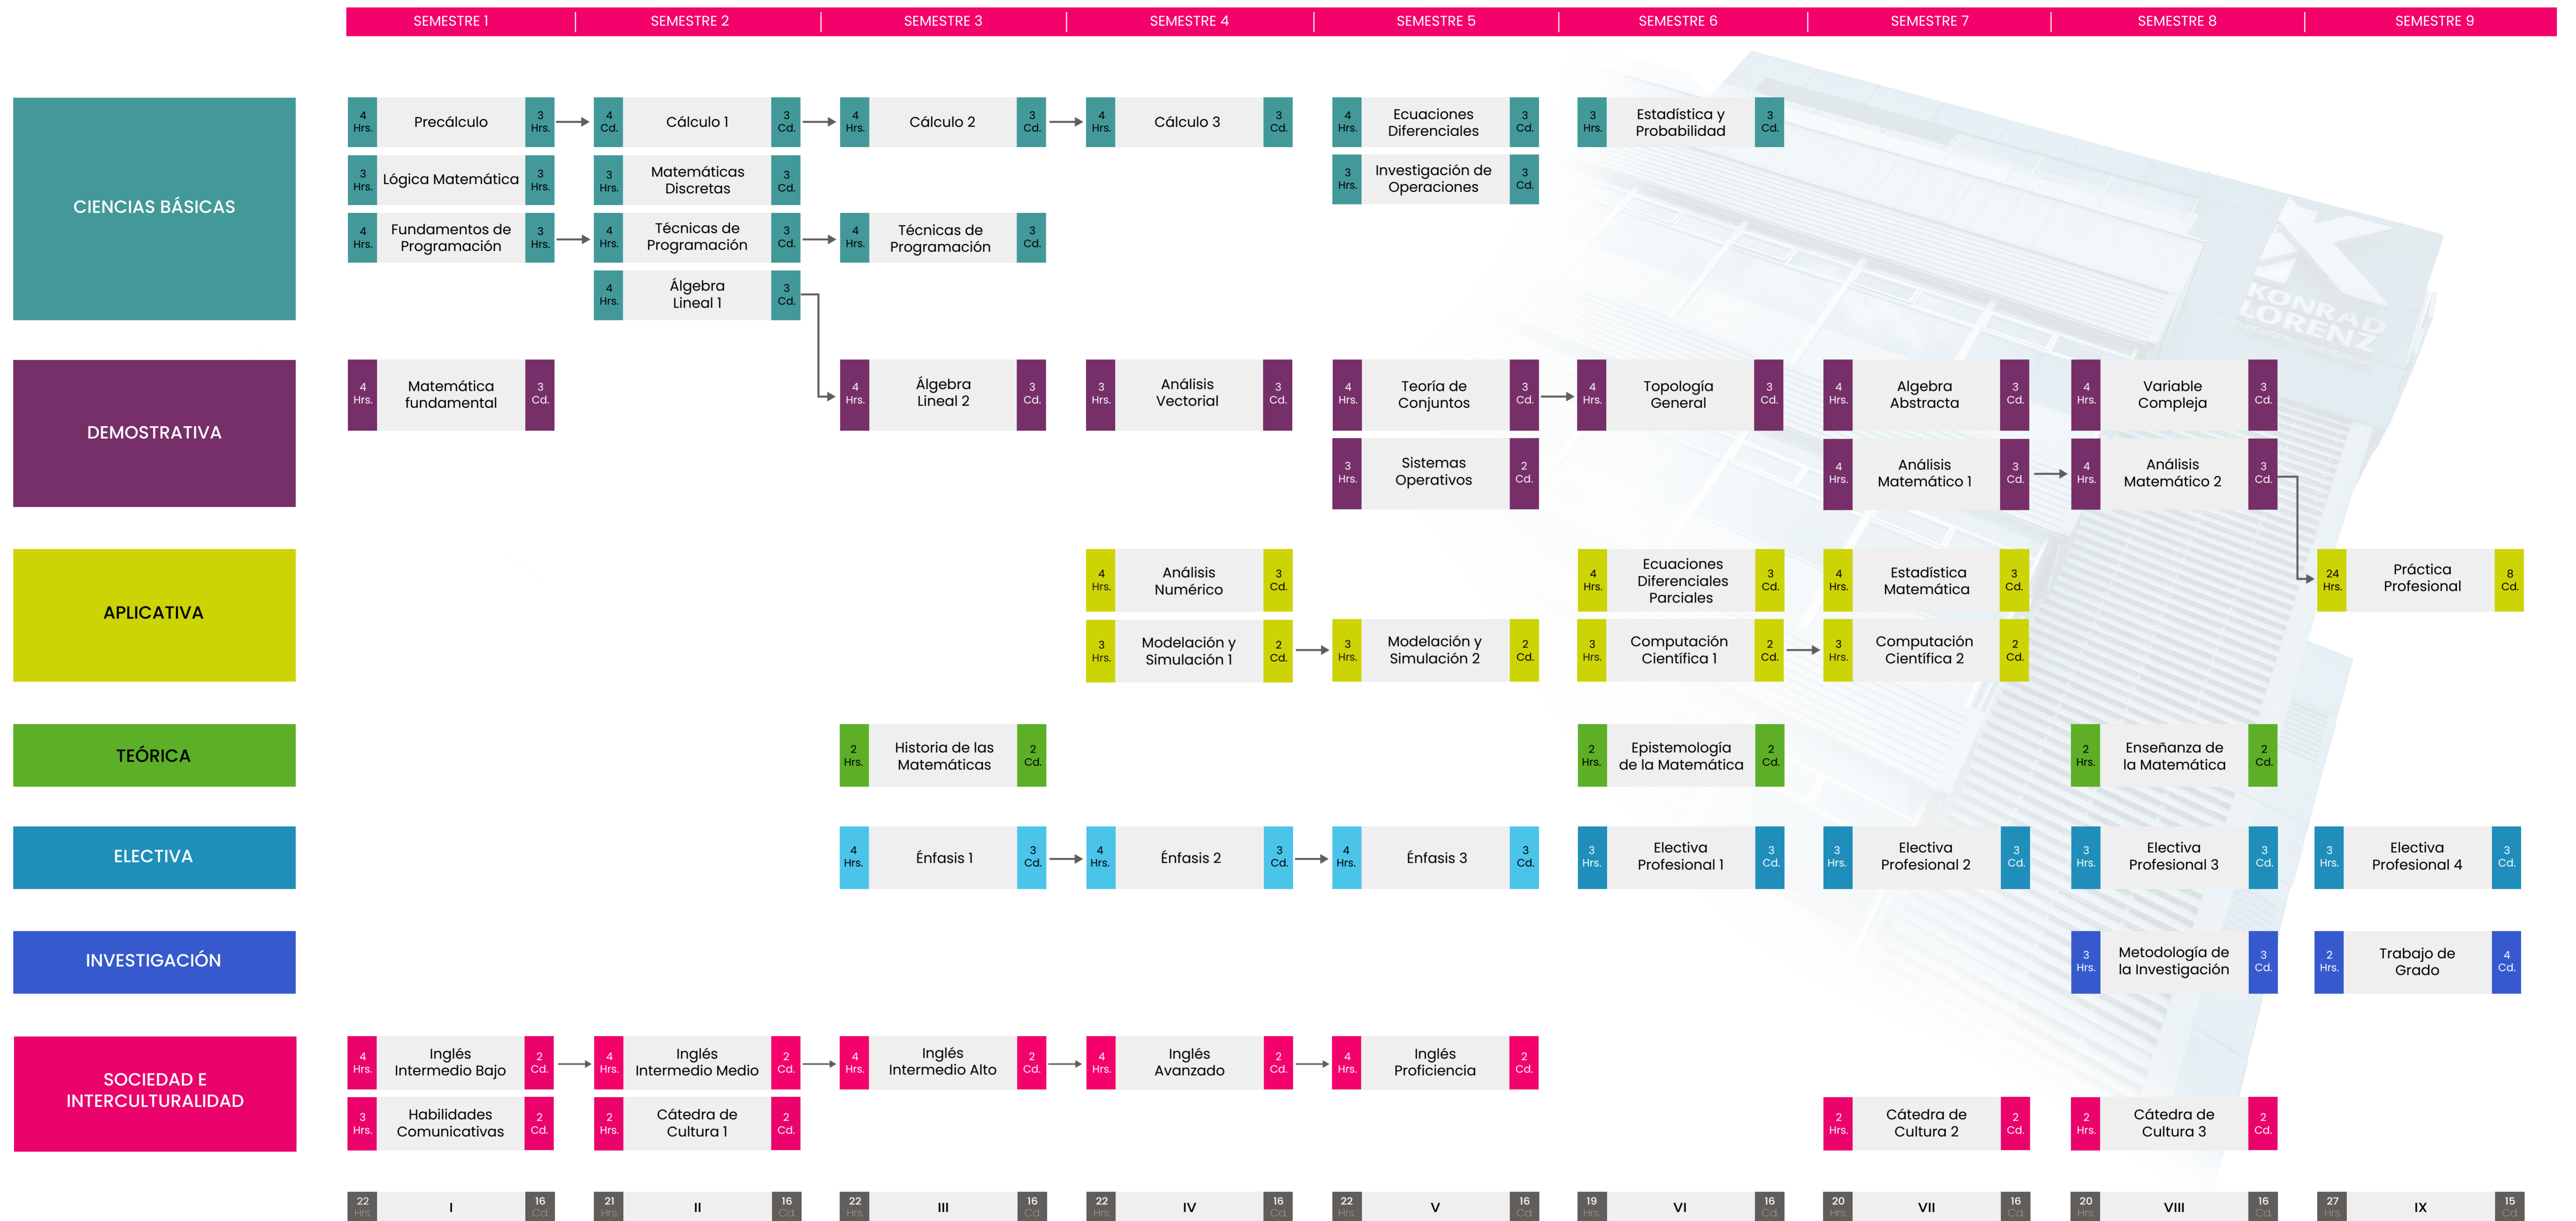 SEMESTRE 1
SEMESTRE 2
SEMESTRE 3
SEMESTRE 4
SEMESTRE 5
SEMESTRE 6
SEMESTRE 7
SEMESTRE 8
SEMESTRE 9
CIENCIAS BÁSICAS
4
Hrs.
Precálculo
3
Hrs.
4
Cd.
Cálculo 1
3
Cd.
4
Hrs.
Cálculo 2
3
Cd.
4
Hrs.
Cálculo 3
3
Cd.
4
Hrs.
Ecuaciones
Diferenciales
3
Cd.
3
Hrs.
Estadística y
Probabilidad
3
Cd.
3
Hrs.
Lógica Matemática
3
Hrs.
3
Hrs.
Matemáticas
Discretas
3
Cd.
3
Hrs.
Investigación de
Operaciones
3
Cd.
4
Hrs.
Fundamentos de
Programación
3
Hrs.
4
Hrs.
Técnicas de
Programación
3
Cd.
4
Hrs.
Técnicas de
Programación
3
Cd.
4
Hrs.
Álgebra
Lineal 1
3
Cd.
KONRAD
LORENZ
DEMOSTRATIVA
4
Hrs.
Matemática
fundamental
3
Cd.
4
Hrs.
Álgebra
Lineal 2
3
Cd.
3
Hrs.
Análisis
Vectorial
3
Cd.
4
Hrs.
Teoría de
Conjuntos
3
Cd.
4
Hrs.
Topología
General
3
Cd.
4
Hrs.
Algebra
Abstracta
3
Cd.
4
Hrs.
Variable
Compleja
3
Cd.
3
Hrs.
Sistemas
Operativos
2
Cd.
4
Hrs.
Análisis
Matemático 1
3
Cd.
4
Hrs.
Análisis
Matemático 2
3
Cd.
APLICATIVA
4
Hrs.
Análisis
Numérico
3
Cd.
4
Hrs.
Ecuaciones
Diferenciales
Parciales
3
Cd.
4
Hrs.
Estadística
Matemática
3
Cd.
24
Hrs.
Práctica
Profesional
8
Cd.
3
Hrs.
Modelación y
Simulación 1
2
Cd.
3
Hrs.
Modelación y
Simulación 2
2
Cd.
3
Hrs.
Computación
Científica 1
2
Cd.
3
Hrs.
Computación
Científica 2
2
Cd.
TEÓRICA
2
Hrs.
Historia de las
Matemáticas
2
Cd.
2
Hrs.
Epistemología
de la Matemática
2
Cd.
2
Hrs.
Enseñanza de
la Matemática
2
Cd.
ELECTIVA
4
Hrs.
Énfasis 1
3
Cd.
4
Hrs.
Énfasis 2
3
Cd.
4
Hrs.
Énfasis 3
3
Cd.
3
Hrs.
Electiva
Profesional 1
3
Cd.
3
Hrs.
Electiva
Profesional 2
3
Cd.
3
Hrs.
Electiva
Profesional 3
3
Cd.
3
Hrs.
Electiva
Profesional 4
3
Cd.
INVESTIGACIÓN
3
Hrs.
Metodología de
la Investigación
3
Cd.
2
Hrs.
Trabajo de
Grado
4
Cd.
SOCIEDAD E
INTERCULTURALIDAD
4
Hrs.
Inglés
Intermedio Bajo
2
Cd.
4
Hrs.
Inglés
Intermedio Medio
2
Cd.
4
Hrs.
Inglés
Intermedio Alto
2
Cd.
4
Hrs.
Inglés
Avanzado
2
Cd.
4
Hrs.
Inglés
Proficiencia
2
Cd.
3
Hrs.
Habilidades
Comunicativas
2
Cd.
2
Hrs.
Cátedra de
Cultura 1
2
Cd.
2
Hrs.
Cátedra de
Cultura 2
2
Cd.
2
Hrs.
Cátedra de
Cultura 3
2
Cd.
22
Hrs.
I
16
Cd.
21
Hrs.
II
16
Cd.
22
Hrs.
III
16
Cd.
22
Hrs.
IV
16
Cd.
22
Hrs.
V
16
Cd.
19
Hrs.
VI
16
Cd.
20
Hrs.
VII
16
Cd.
20
Hrs.
VIII
16
Cd.
27
Hrs.
IX
15
Cd.